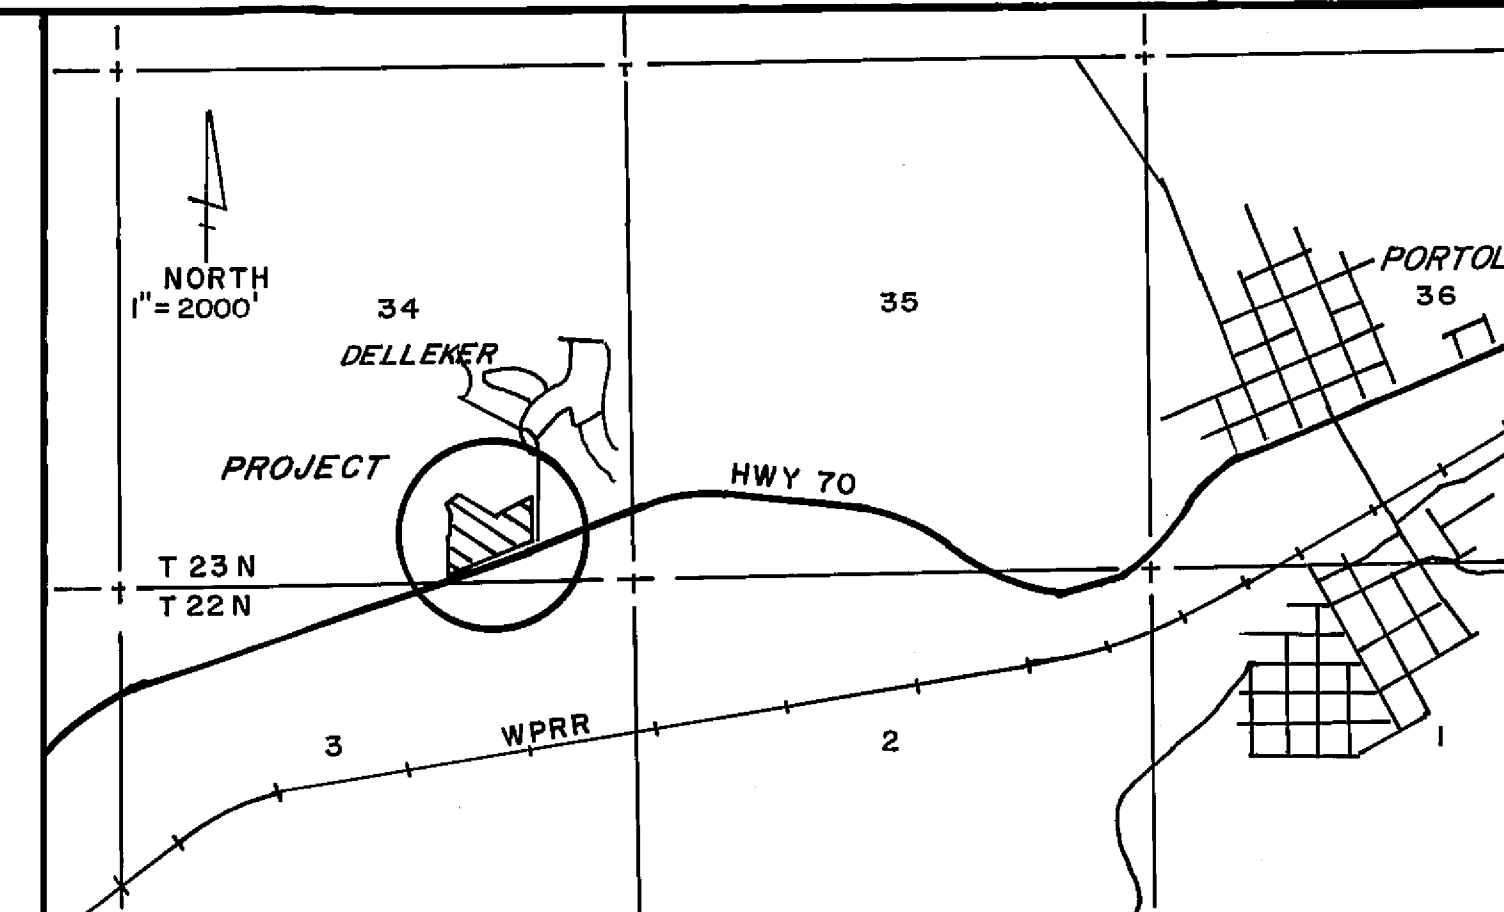 NORTH
1"= 2000'
34
35
PORTOL
36
DELLEKER
PROJECT
HWY 70
T 23 N
T 22 N
WPRR
3
2
1